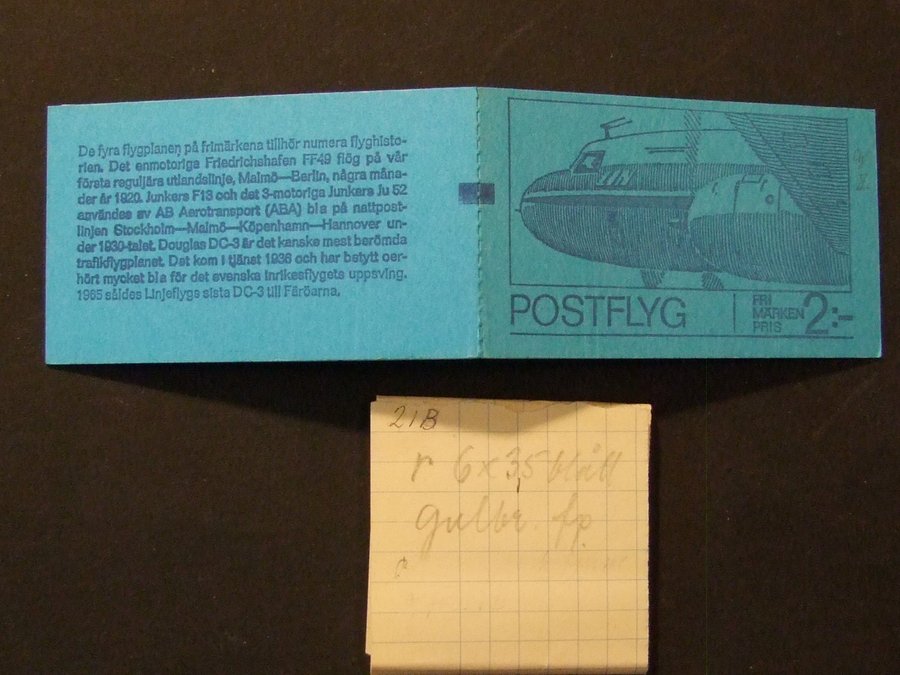 De fyra flygplanen på frimärkena tillhör numera flyghisto-
rien. Det enmotoriga Friedrichshafen FF49 flög på vår
första reguljära utlandslinje, Malmö—Berlin, några måna-
der år 1920. Junkers F13 och det 3-motoriga Junkers Ju 52
användes av AB Aerotransport (ABA) bla på nattpost-
linjen Stockholm—Malmö—Köpenhamn—Hannover un-
der 1930-talet. Douglas DC-3 är det kanske mest berömda
trafikflygplanet. Det kom i tjänst 1936 och har betytt oer-
hört mycket bla för det svenska inrikesflygets uppsving.
1965 såldes Linjeflygs sista DC-3 till Färöarna.
POSTFLYG
FRI
MÄRKEN
PRIS
2:-
21B
r 6x3,5 blått
gulbr. fp